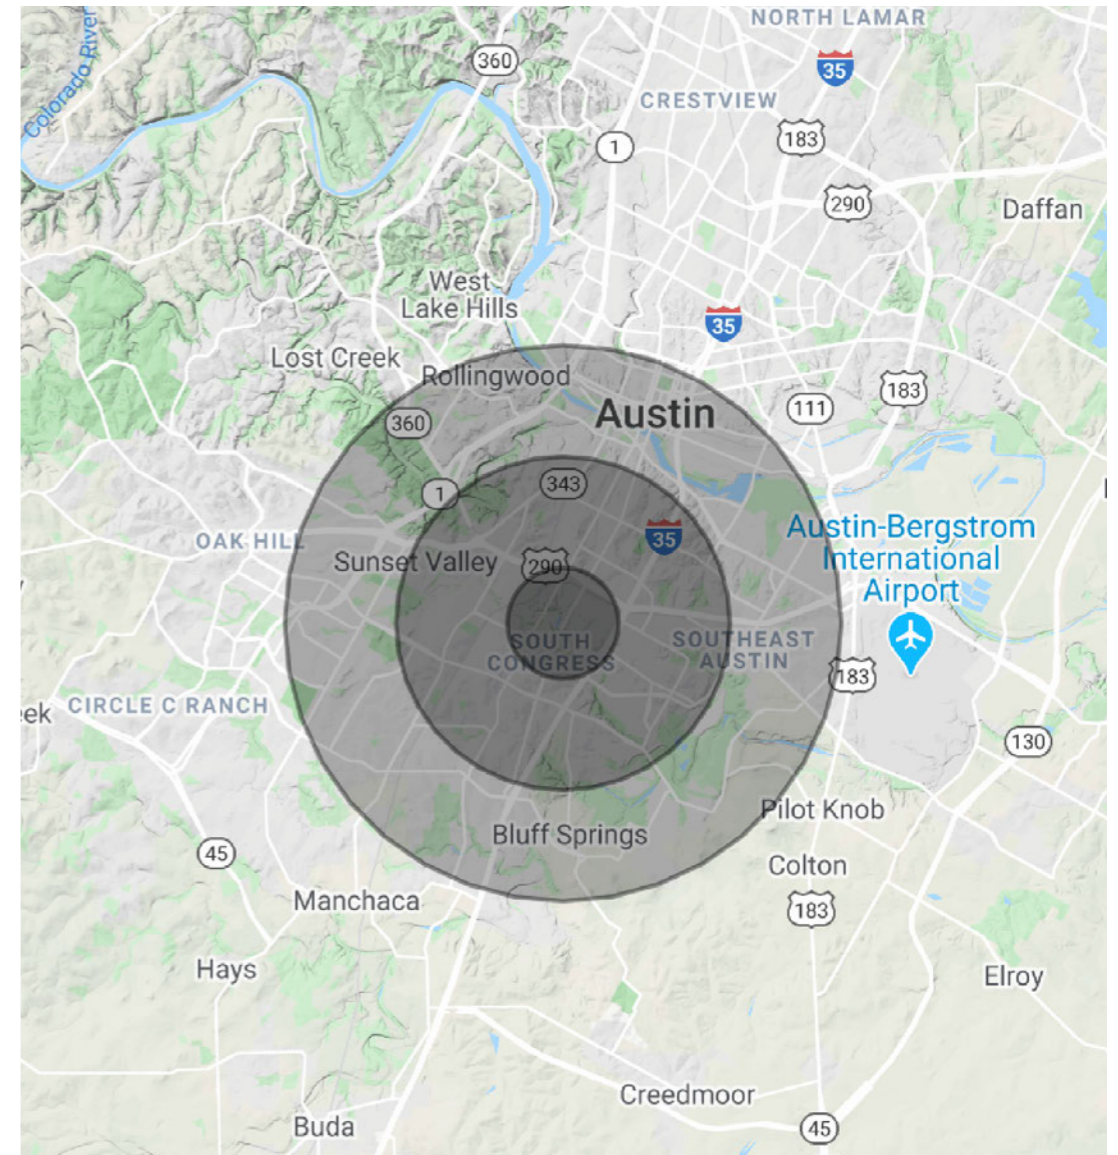 NORTH LAMAR
Colorado River
360
35
CRESTVIEW
183
1
290
Daffan
West
Lake Hills
35
Lost Creek
Rollingwood
183
360
Austin
111
1
343
Austin-Bergstrom
International
Airport
35
OAK HILL
Sunset Valley
290
SOUTH
CONGRESS
SOUTHEAST
AUSTIN
183
CIRCLE C RANCH
eek
130
Pilot Knob
Bluff Springs
45
Colton
Manchaca
183
Hays
Elroy
Creedmoor
Buda
45